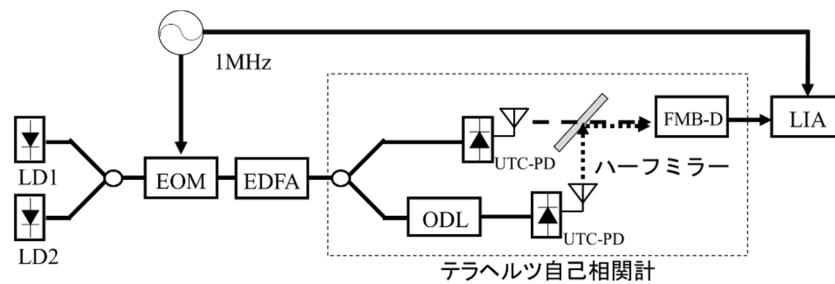 1MHz
LD1
LD2
EOM
EDFA
ODL
UTC-PD
UTC-PD
ハーフミラー
FMB-D
LIA
テラヘルツ自己相関計